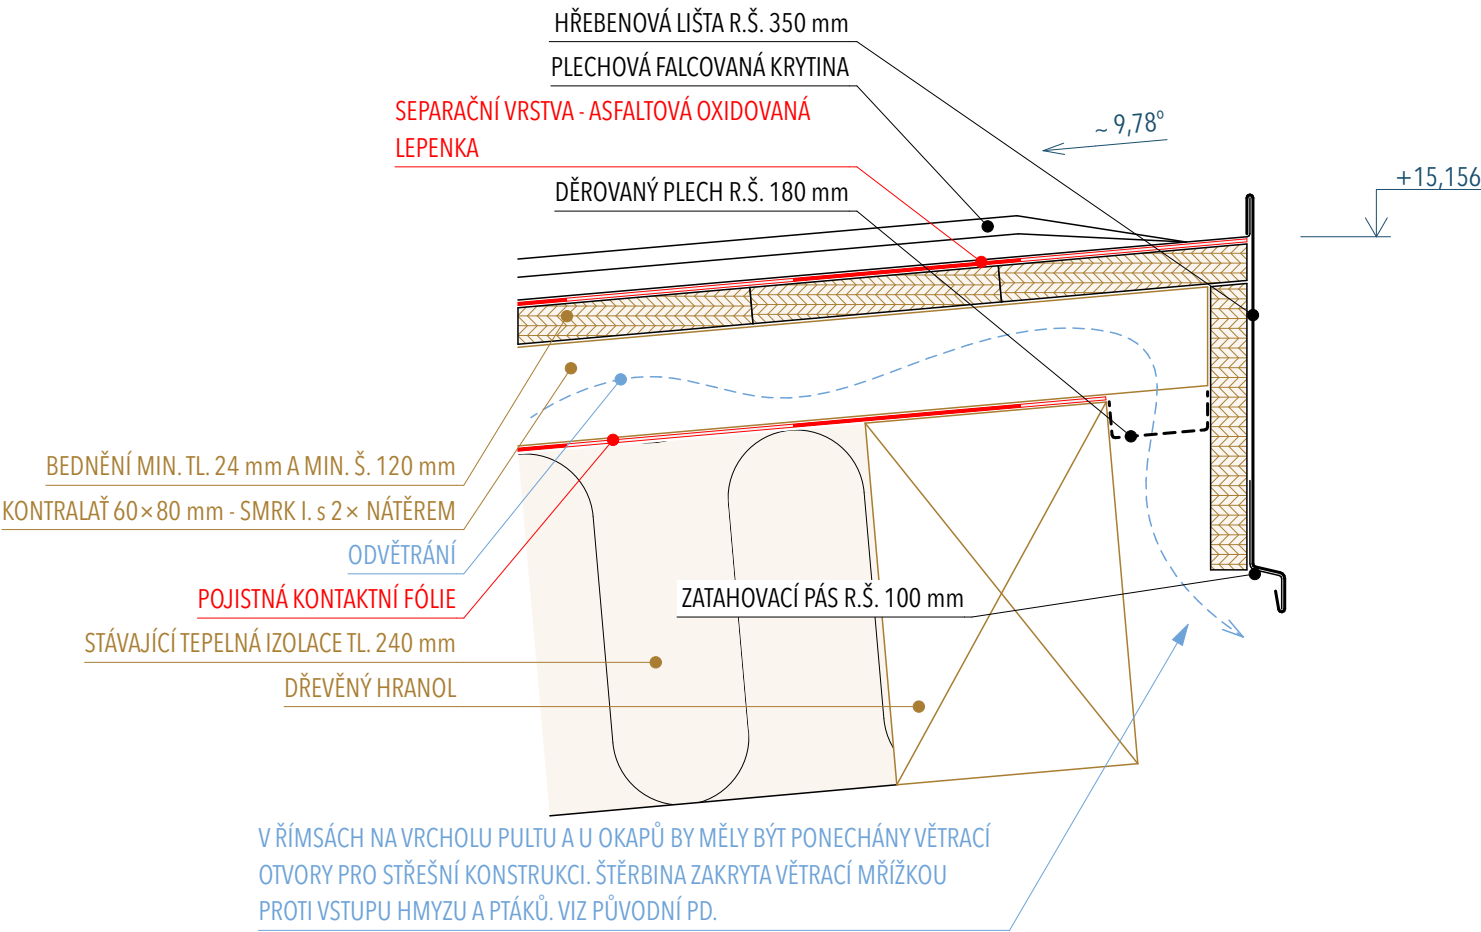 HŘEBENOVÁ LIŠTA R.Š. 350 mm
PLECHOVÁ FALCOVANÁ KRYTINA
SEPARAČNÍ VRSTVA - ASFALTOVÁ OXIDOVANÁ
LEPENKA
~ 9,78°
DĚROVANÝ PLECH R.Š. 180 mm
+15,156
BEDNĚNÍ MIN. TL. 24 mm A MIN. Š. 120 mm
KONTRALAŤ 60×80 mm - SMRK I. s 2× NÁTĚREM
ODVĚTRÁNÍ
POJISTNÁ KONTAKTNÍ FÓLIE
ZATAHOVACÍ PÁS R.Š. 100 mm
STÁVAJÍCÍ TEPELNÁ IZOLACE TL. 240 mm
DŘEVĚNÝ HRANOL
V ŘÍMSÁCH NA VRCHOLU PULTU A U OKAPŮ BY MĚLY BÝT PONECHÁNY VĚTRACÍ
OTVORY PRO STŘEŠNÍ KONSTRUKCI. ŠTĚRBINA ZAKRYTA VĚTRACÍ MŘÍŽKOU
PROTI VSTUPU HMYZU A PTÁKŮ. VIZ PŮVODNÍ PD.